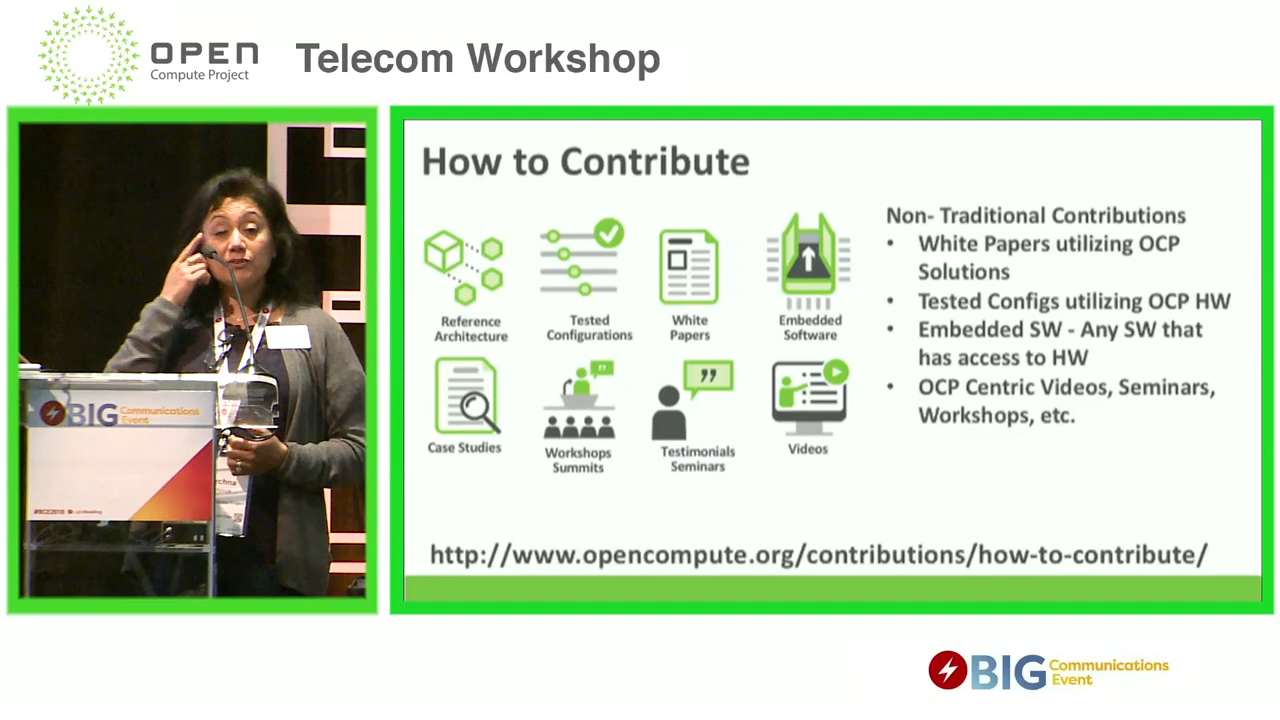 OPEN
Compute Project
Telecom Workshop
How to Contribute
Reference
Architecture
Tested
Configurations
White
Papers
Embedded
Software
Case Studies
Workshops
Summits
Testimonials
Seminars
Videos
Non- Traditional Contributions
• White Papers utilizing OCP
Solutions
• Tested Configs utilizing OCP HW
• Embedded SW - Any SW that
has access to HW
• OCP Centric Videos, Seminars,
Workshops, etc.
http://www.opencompute.org/contributions/how-to-contribute/
BIG Communications
Event
#BCE2018
BIG Communications
Event